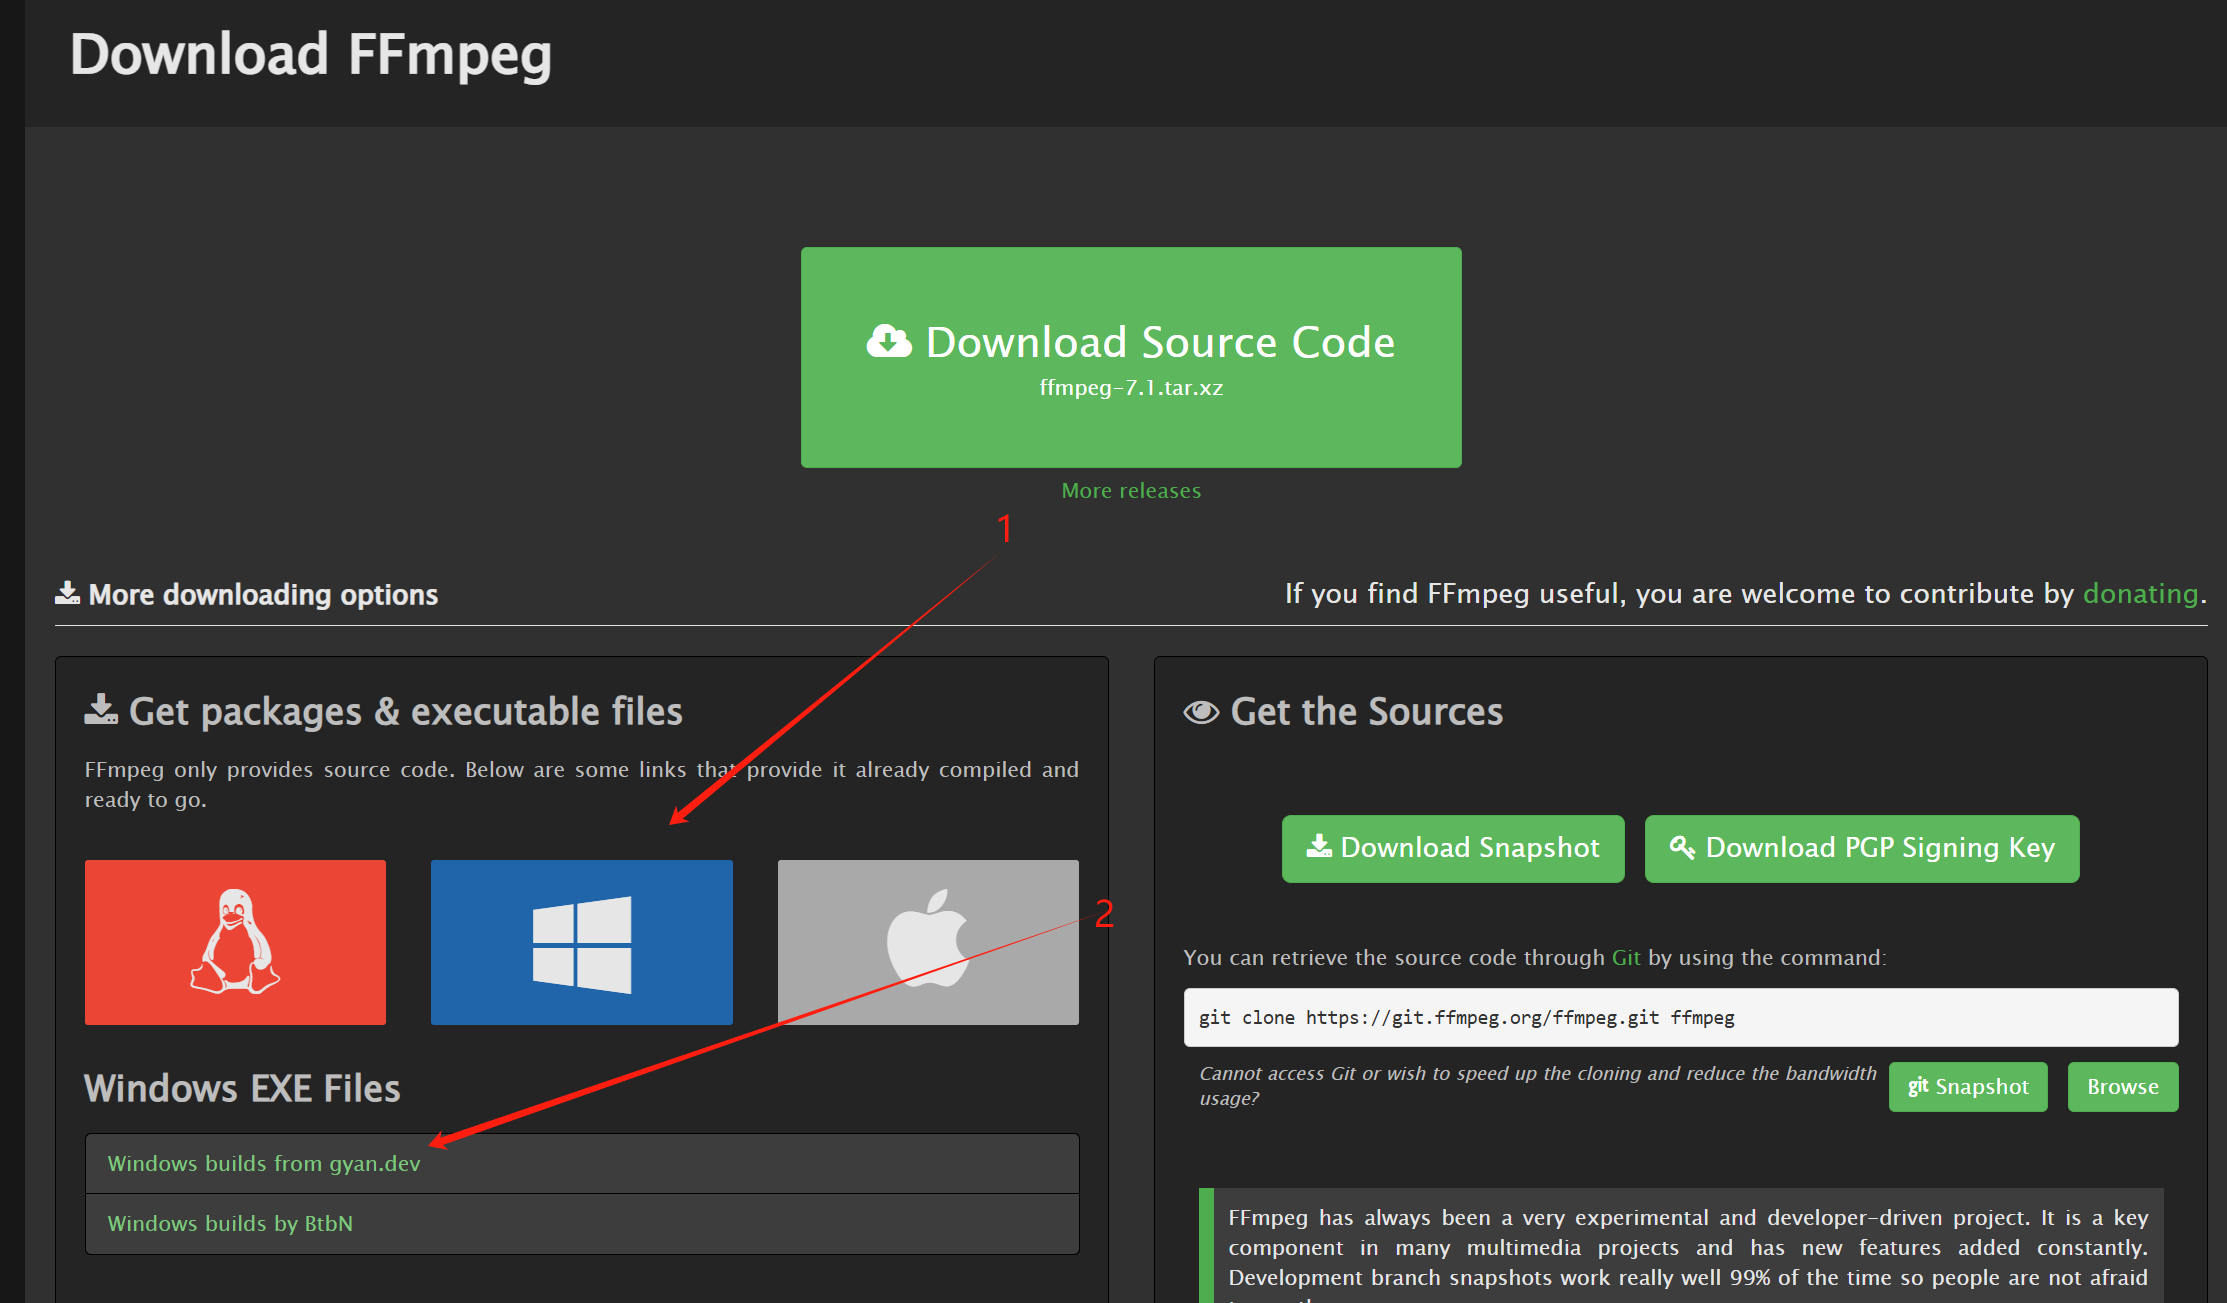 Download FFmpeg
Download Source Code
ffmpeg-7.1.tar.xz
More releases
1
More downloading options
If you find FFmpeg useful, you are welcome to contribute by donating.
Get packages & executable files
FFmpeg only provides source code. Below are some links that provide it already compiled and
ready to go.
2
Windows EXE Files
Windows builds from gyan.dev
Windows builds by BtbN
Get the Sources
Download Snapshot
Download PGP Signing Key
You can retrieve the source code through Git by using the command:
git clone https://git.ffmpeg.org/ffmpeg.git ffmpeg
Cannot access Git or wish to speed up the cloning and reduce the bandwidth
usage?
git Snapshot
Browse
FFmpeg has always been a very experimental and developer-driven project. It is a key
component in many multimedia projects and has new features added constantly.
Development branch snapshots work really well 99% of the time so people are not afraid